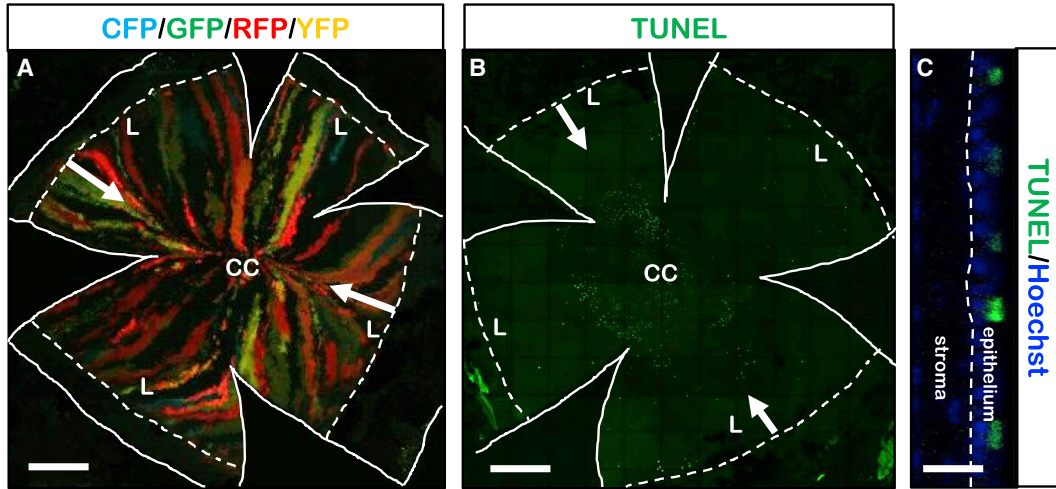 CFP/GFP/RFP/YFP
TUNEL
A
L
L
CC
L
L
B
L
L
CC
L
L
C
stroma
epithelium
TUNEL/Hoechst